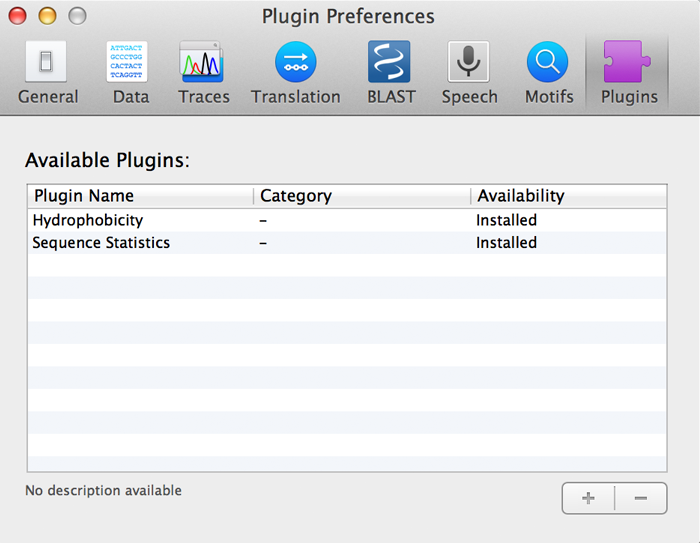 Plugin Preferences
ATTGACT
GCCCTGG
CACTACT
TCAGGTT
General Data Traces Translation BLAST Speech Motifs Plugins
Available Plugins:
Plugin Name Category Availability
Hydrophobicity – Installed
Sequence Statistics – Installed
No description available
+ −